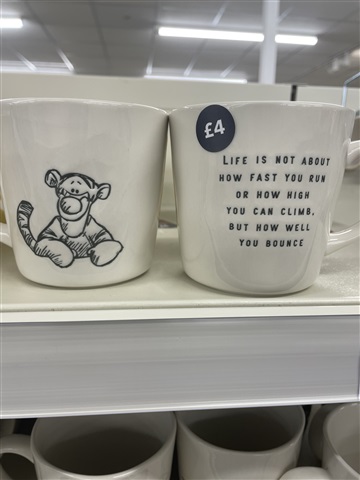 £4
LIFE IS NOT ABOUT
HOW FAST YOU RUN
OR HOW HIGH
YOU CAN CLIMB,
BUT HOW WELL
YOU BOUNCE